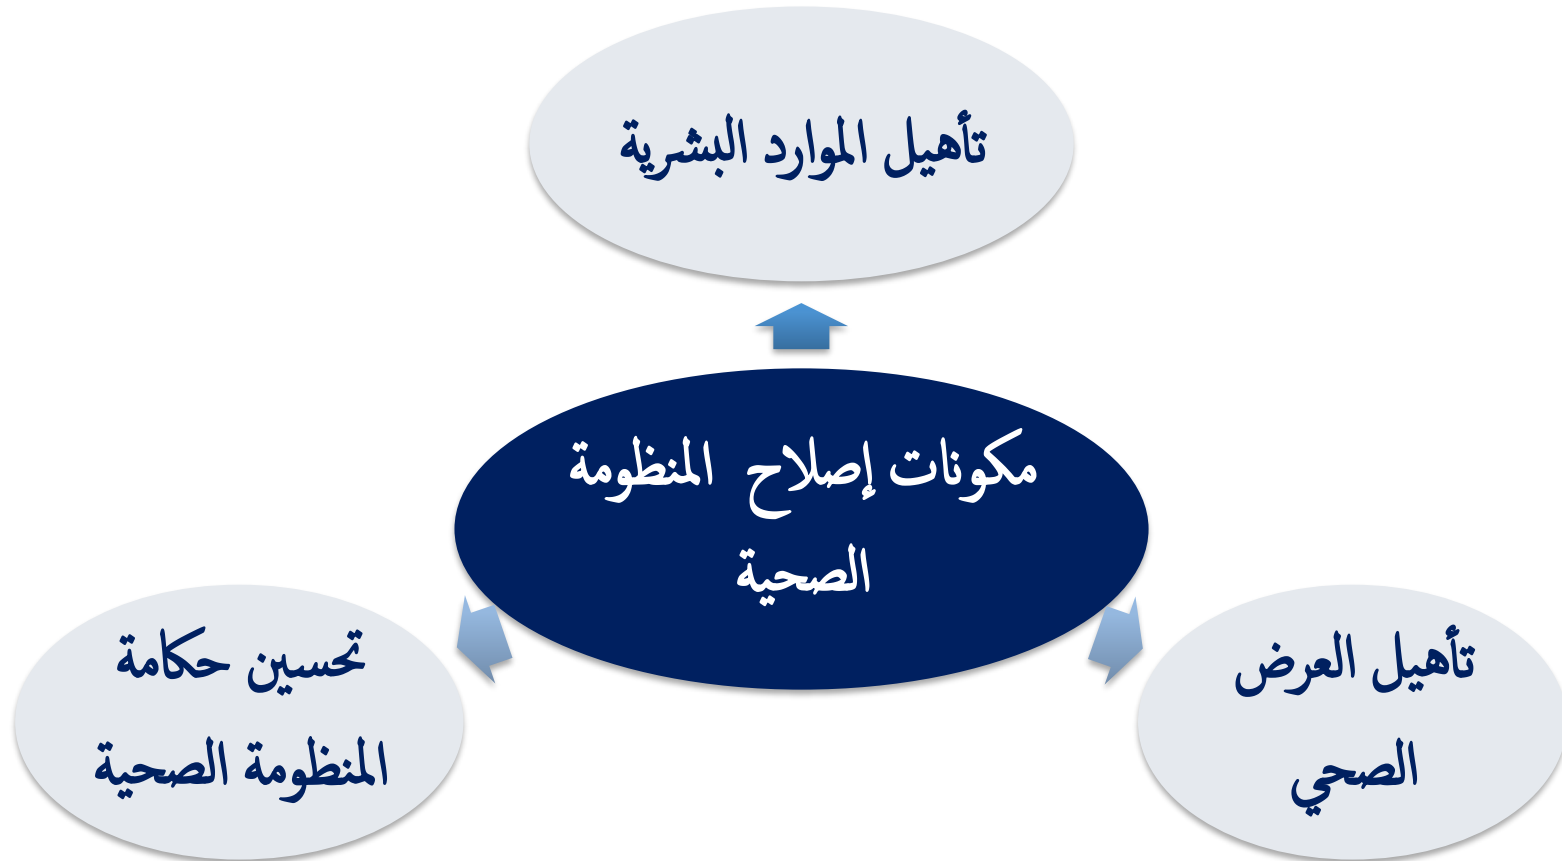 تأهيل الموارد البشرية
مكونات إصلاح المنظومة
الصحية
تأهيل العرض
الصحي
تحسين حكامة
المنظومة الصحية